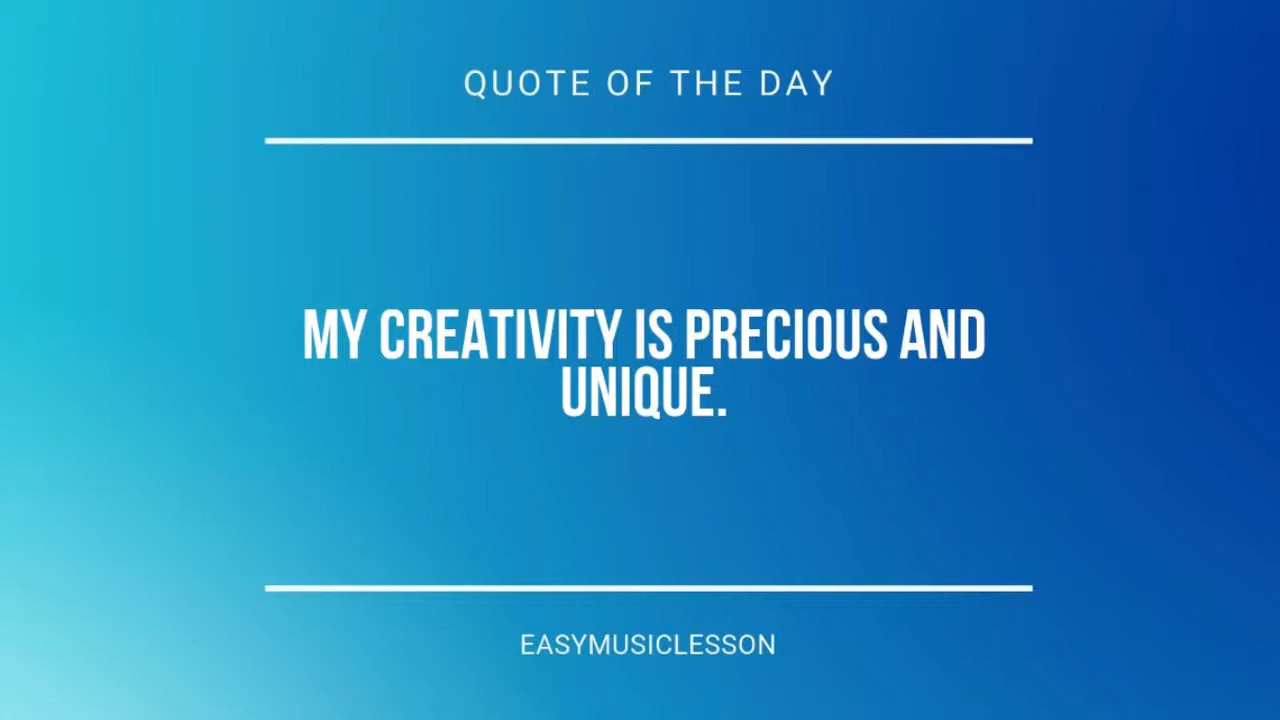 QUOTE OF THE DAY
MY CREATIVITY IS PRECIOUS AND
UNIQUE.
EASYMUSICLESSON